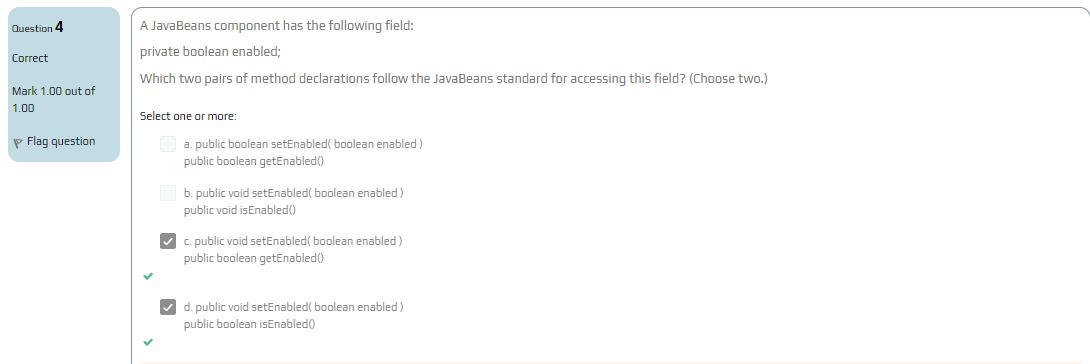 Question 4
Correct
Mark 1.00 out of
1.00
Flag question
A JavaBeans component has the following field:
private boolean enabled;
Which two pairs of method declarations follow the JavaBeans standard for accessing this field? (Choose two.)
Select one or more:
a. public boolean setEnabled( boolean enabled )
public boolean getEnabled()
b. public void setEnabled( boolean enabled )
public void isEnabled()
c. public void setEnabled( boolean enabled )
public boolean getEnabled()
d. public void setEnabled( boolean enabled )
public boolean isEnabled()